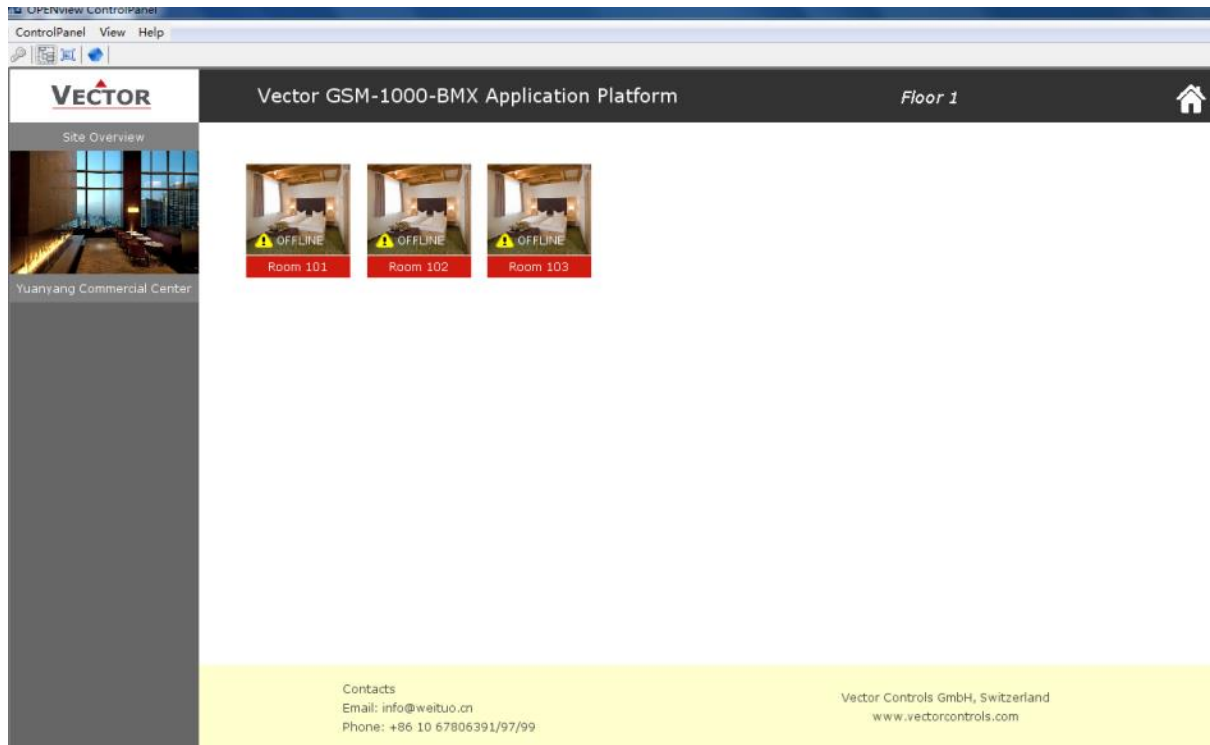 OPENview ControlPanel
ControlPanel View Help
VECTOR
Vector GSM-1000-BMX Application Platform
Floor 1
Site Overview
OFFLINE
OFFLINE
OFFLINE
Room 101
Room 102
Room 103
Yuanyang Commercial Center
Contacts
Email: info@weituo.cn
Phone: +86 10 67806391/97/99
Vector Controls GmbH, Switzerland
www.vectorcontrols.com